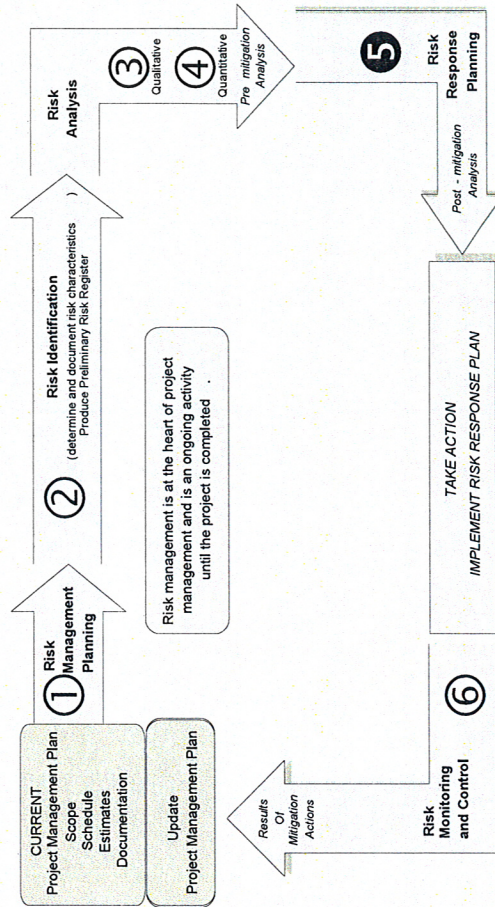 CURRENT
Project Management Plan
Scope
Schedule
Estimates
Documentation
Update
Project Management Plan
① Risk
Management
Planning
② Risk Identification
(determine and document risk characteristics )
Produce Preliminary Risk Register
Risk
Analysis
③
Qualitative
④
Quantitative
Pre mitigation
Analysis
❺
Risk
Response
Planning
Post - mitigation
Analysis
TAKE ACTION
IMPLEMENT RISK RESPONSE PLAN
⑥
Risk
Monitoring
and Control
Results
Of
Mitigation
Actions
Risk management is at the heart of project
management and is an ongoing activity
until the project is completed .